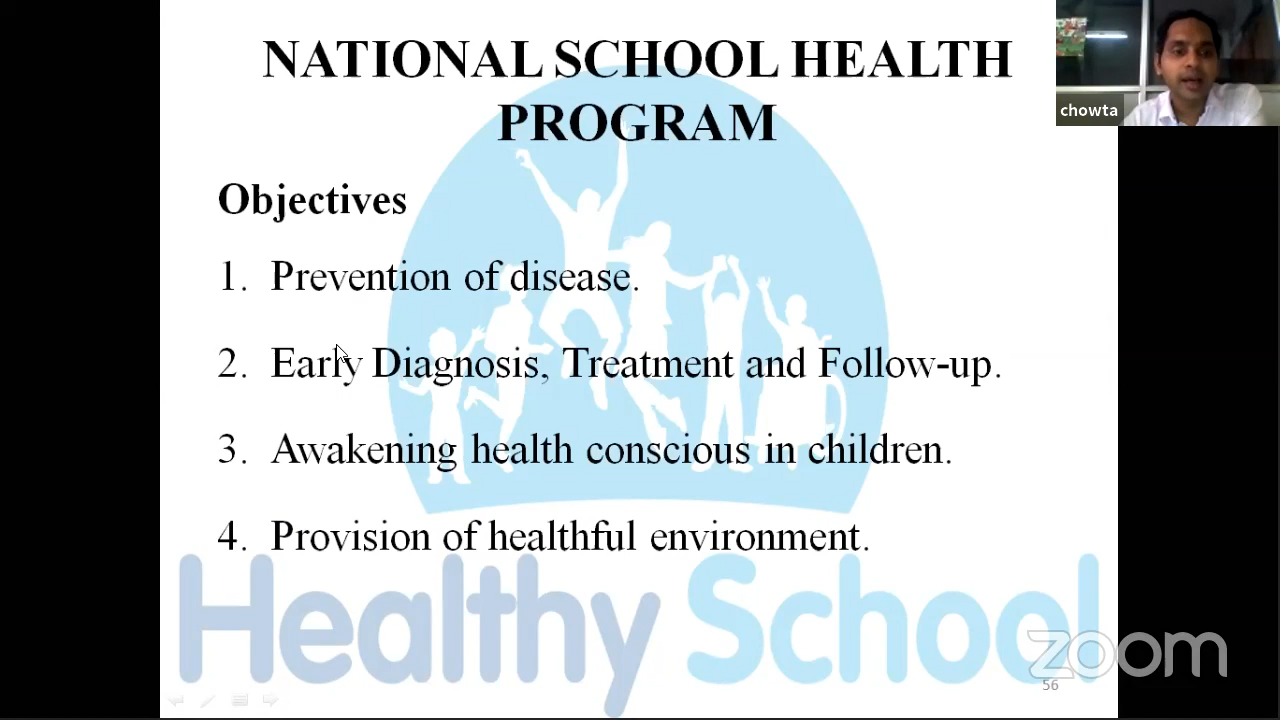 NATIONAL SCHOOL HEALTH
PROGRAM
chowta
Objectives
1. Prevention of disease.
2. Early Diagnosis, Treatment and Follow-up.
3. Awakening health conscious in children.
4. Provision of healthful environment.
Healthy School
zoom
56